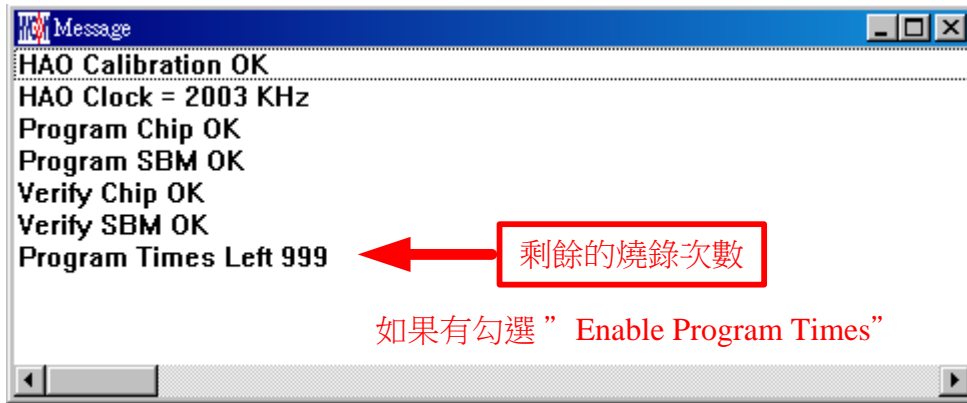 Message
HAO Calibration OK
HAO Clock = 2003 KHz
Program Chip OK
Program SBM OK
Verify Chip OK
Verify SBM OK
Program Times Left 999
剩餘的燒錄次數
如果有勾選 ”Enable Program Times”